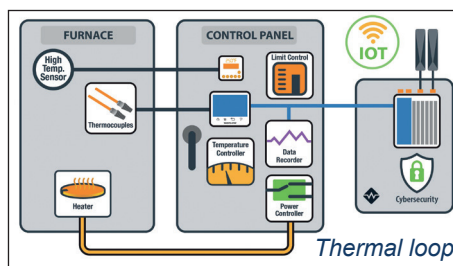 FURNACE
CONTROL PANEL
IOT
High
Temp.
Sensor
Limit Control
Thermocouples
Temperature
Controller
Data
Recorder
Heater
Power
Controller
Cybersecurity
Thermal loop